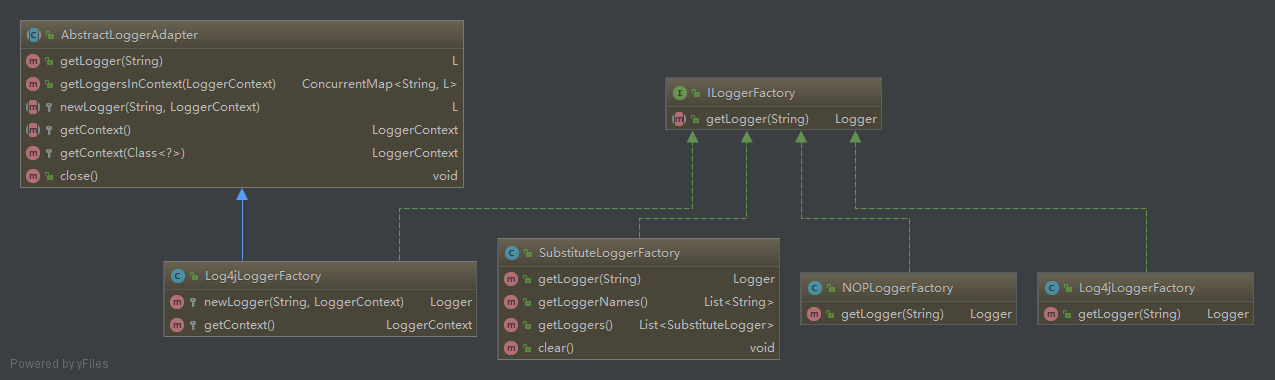 AbstractLoggerAdapter
getLogger(String) L
getLoggersInContext(LoggerContext) ConcurrentMap<String, L>
newLogger(String, LoggerContext) L
getContext() LoggerContext
getContext(Class<?>) LoggerContext
close() void
ILoggerFactory
getLogger(String) Logger
Log4jLoggerFactory
newLogger(String, LoggerContext) Logger
getContext() LoggerContext
SubstituteLoggerFactory
getLogger(String) Logger
getLoggerNames() List<String>
getLoggers() List<SubstituteLogger>
clear() void
NOPLoggerFactory
getLogger(String) Logger
Log4jLoggerFactory
getLogger(String) Logger
Powered by yFiles